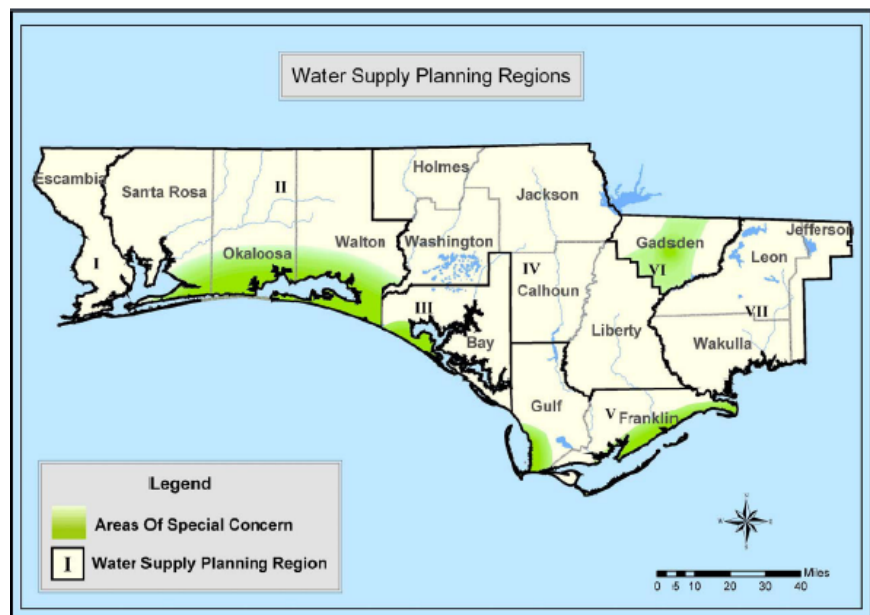 Water Supply Planning Regions
Escambia
Santa Rosa
II
Holmes
Jackson
Okaloosa
Walton
Washington
Gadsden
Jefferson
Leon
I
IV
VI
Calhoun
III
VII
Bay
Liberty
Wakulla
Gulf
V
Franklin
Legend
Areas Of Special Concern
I
Water Supply Planning Region
N
W
E
S
Miles
0 5 10 20 30 40